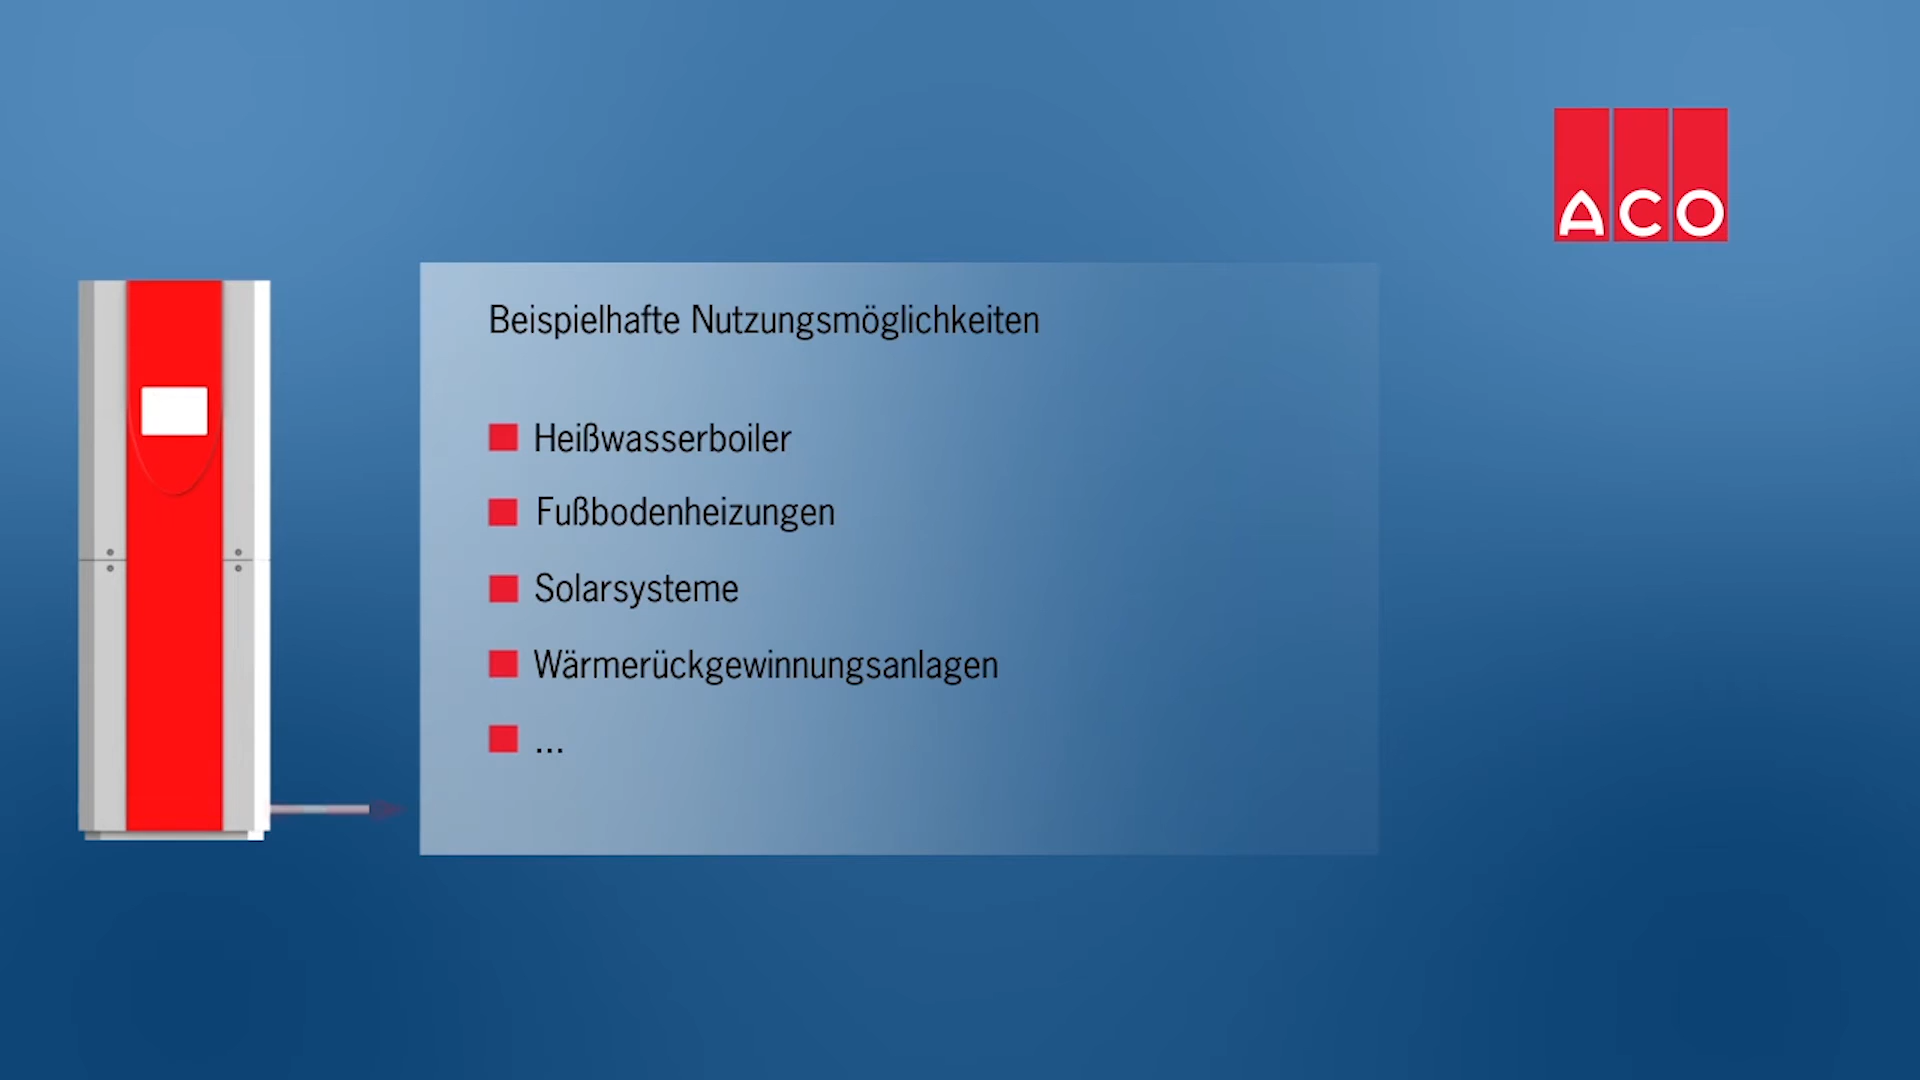 ACO
Beispielhafte Nutzungsmöglichkeiten
Heißwasserboiler
Fußbodenheizungen
Solarsysteme
Wärmerückgewinnungsanlagen
...